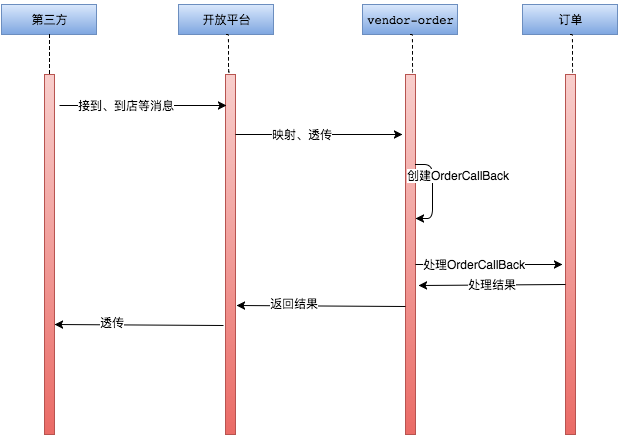 第三方
开放平台
vendor-order
订单
接到、到店等消息
映射、透传
创建OrderCallBack
处理OrderCallBack
处理结果
返回结果
透传